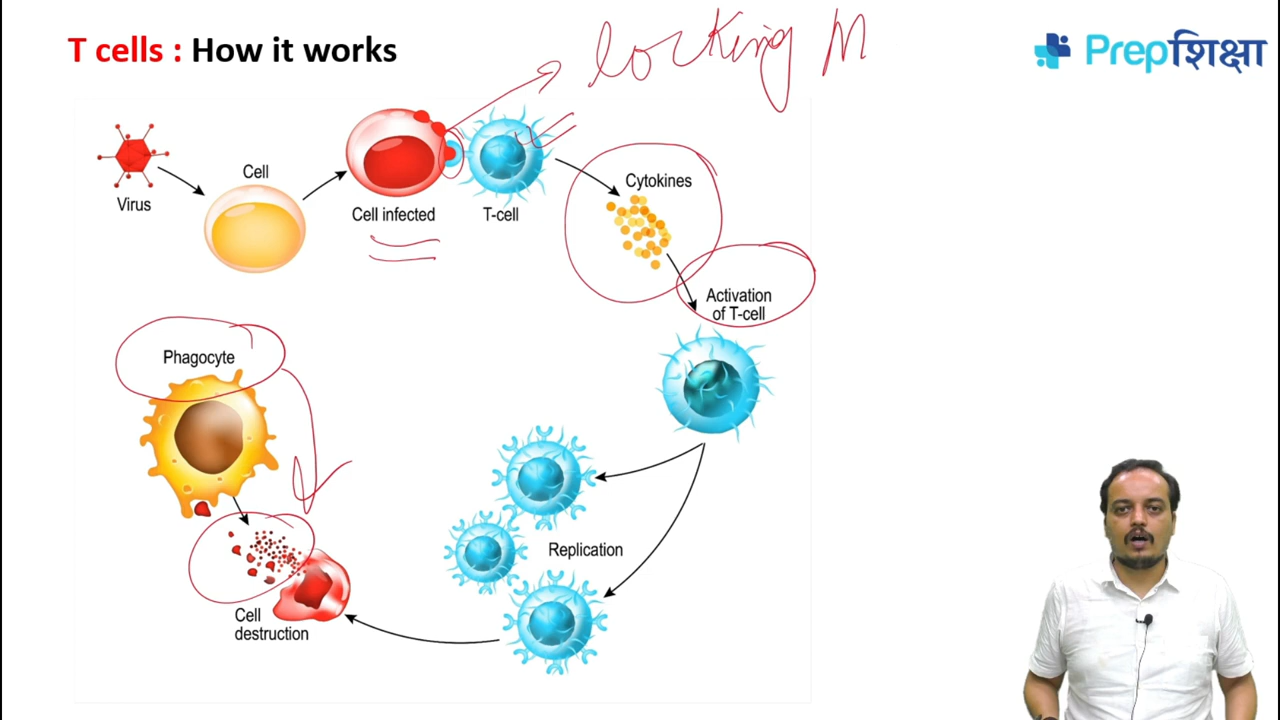 T cells : How it works
locking M
Prepशिक्षा
Virus
Cell
Cell infected
T-cell
Cytokines
Activation
of T-cell
Phagocyte
Replication
Cell
destruction